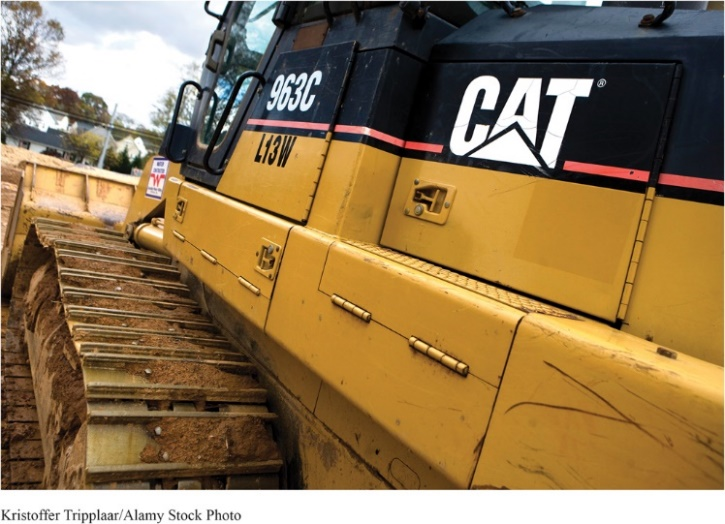 963C
L13W
CAT®
W
Kristoffer Tripplaar/Alamy Stock Photo